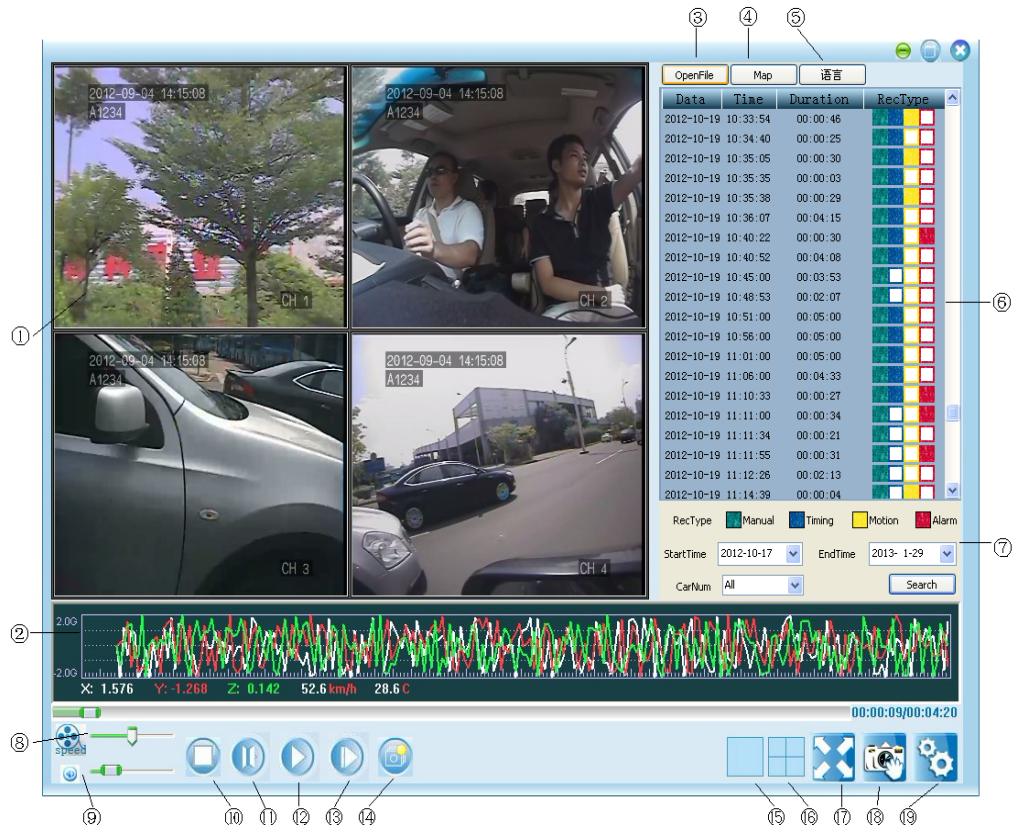 ③ ④ ⑤
OpenFile Map 语言
Data Time Duration RecType
2012-10-19 10:33:54 00:00:46
2012-10-19 10:34:40 00:00:25
2012-10-19 10:35:05 00:00:30
2012-10-19 10:35:35 00:00:03
2012-10-19 10:35:38 00:00:29
2012-10-19 10:36:07 00:04:15
2012-10-19 10:40:22 00:00:30
2012-10-19 10:40:52 00:04:08
2012-10-19 10:45:00 00:03:53
2012-10-19 10:48:53 00:02:07
2012-10-19 10:51:00 00:05:00
2012-10-19 10:56:00 00:05:00
2012-10-19 11:01:00 00:05:00
2012-10-19 11:06:00 00:04:33
2012-10-19 11:10:33 00:00:27
2012-10-19 11:11:00 00:00:34
2012-10-19 11:11:34 00:00:21
2012-10-19 11:11:55 00:00:31
2012-10-19 11:12:26 00:02:13
2012-10-19 11:14:39 00:00:04
⑥
RecType Manual Timing Motion Alarm
⑦
StartTime 2012-10-17 EndTime 2013- 1-29
CarNum All Search
2012-09-04 14:15:08
A1234
CH 1
2012-09-04 14:15:08
A1234
CH 2
①
2012-09-04 14:15:08
A1234
CH 3
2012-09-04 14:15:08
A1234
CH 4
②
2.0G
-2.0G
X: 1.576 Y: -1.268 Z: 0.142 52.6 km/h 28.6 C
00:00:09/00:04:20
⑧
speed
⑨ ⑩ ⑪ ⑫ ⑬ ⑭ ⑮ ⑯ ⑰ ⑱ ⑲